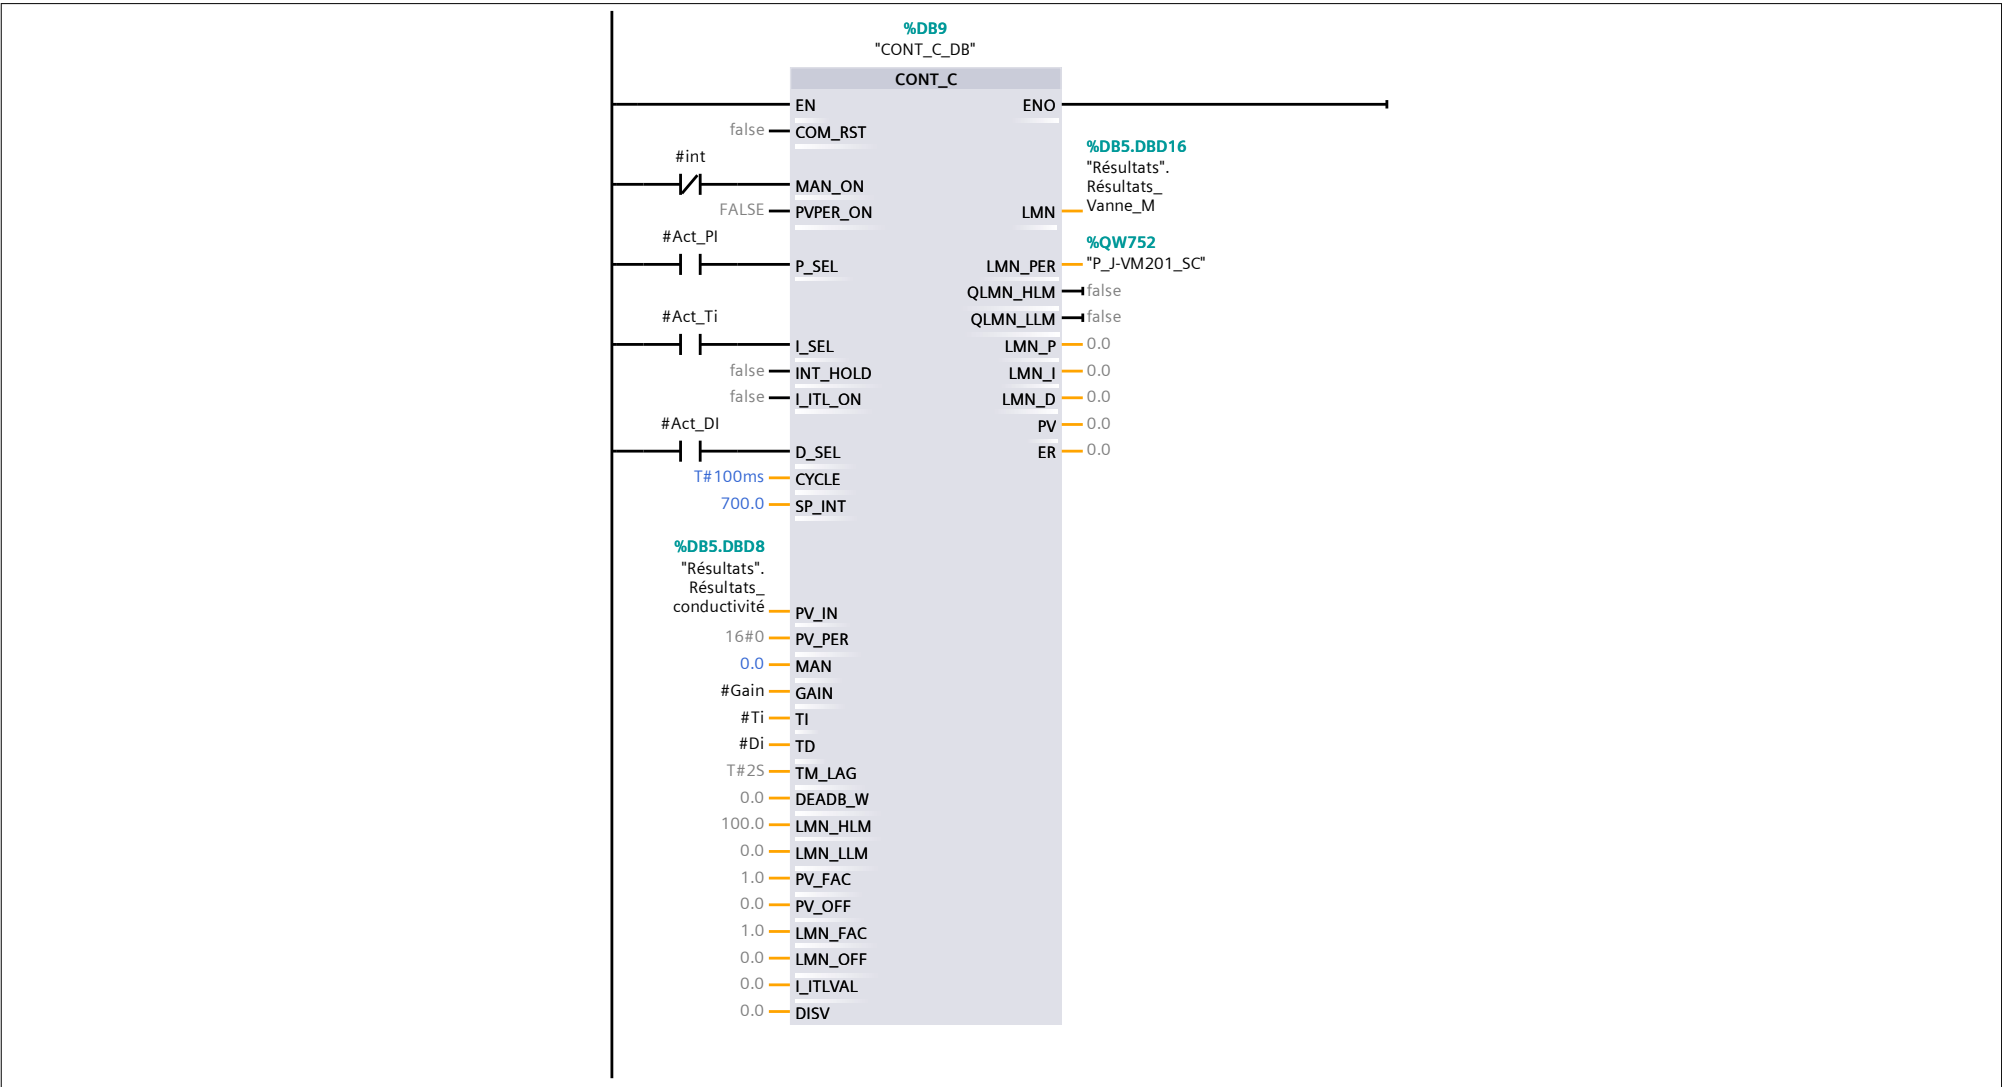 %DB9
"CONT_C_DB"
CONT_C
EN
ENO
false
COM_RST
#int
MAN_ON
%DB5.DBD16
"Résultats".
Résultats_
Vanne_M
FALSE
PVPER_ON
LMN
#Act_PI
P_SEL
%QW752
"P_J-VM201_SC"
LMN_PER
QLMN_HLM
false
QLMN_LLM
false
#Act_Ti
I_SEL
LMN_P
0.0
false
INT_HOLD
LMN_I
0.0
false
I_ITL_ON
LMN_D
0.0
#Act_DI
PV
0.0
D_SEL
ER
0.0
T#100ms
CYCLE
700.0
SP_INT
%DB5.DBD8
"Résultats".
Résultats_
conductivité
PV_IN
16#0
PV_PER
0.0
MAN
#Gain
GAIN
#Ti
TI
#Di
TD
T#2S
TM_LAG
0.0
DEADB_W
100.0
LMN_HLM
0.0
LMN_LLM
1.0
PV_FAC
0.0
PV_OFF
1.0
LMN_FAC
0.0
LMN_OFF
0.0
I_ITLVAL
0.0
DISV